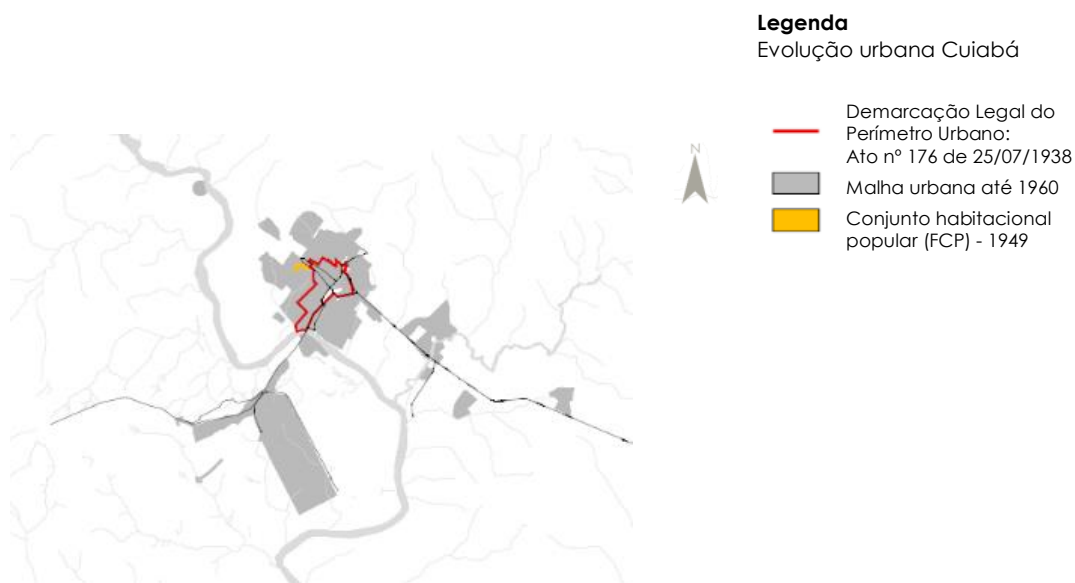 Legenda
Evolução urbana Cuiabá
N
Demarcação Legal do
Perímetro Urbano:
Ato nº 176 de 25/07/1938
Malha urbana até 1960
Conjunto habitacional
popular (FCP) - 1949